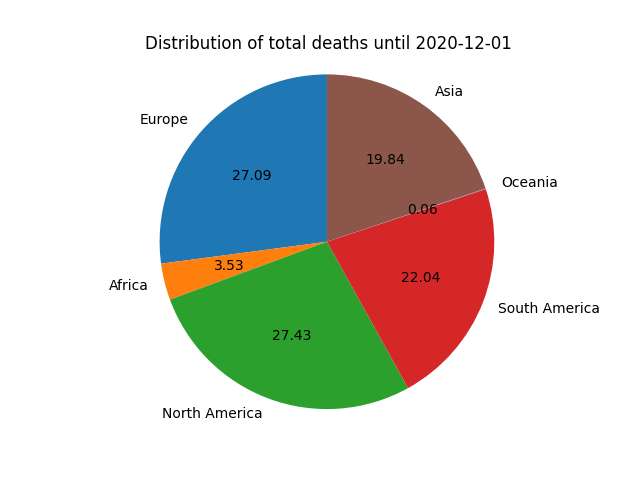 Distribution of total deaths until 2020-12-01
Asia
Europe
19.84
27.09
Oceania
0.06
3.53
22.04
Africa
South America
27.43
North America